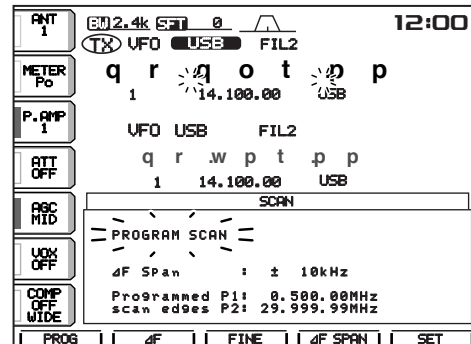 ANT
1
BW 2.4k SFT 0
12:00
TX VFO USB FIL2
METER
Po
q r q o t p p
1 14.100.00 USB
P.AMP
1
VFO USB FIL2
ATT
OFF
q r .w p t .p p
1 14.100.00 USB
AGC
MID
SCAN
PROGRAM SCAN
VOX
OFF
⊿F SPan : ± 10kHz
COMP
OFF
WIDE
Programmed P1: 0.500.00MHz
scan edges P2: 29.999.99MHz
PROG ⊿F FINE ⊿F SPAN SET